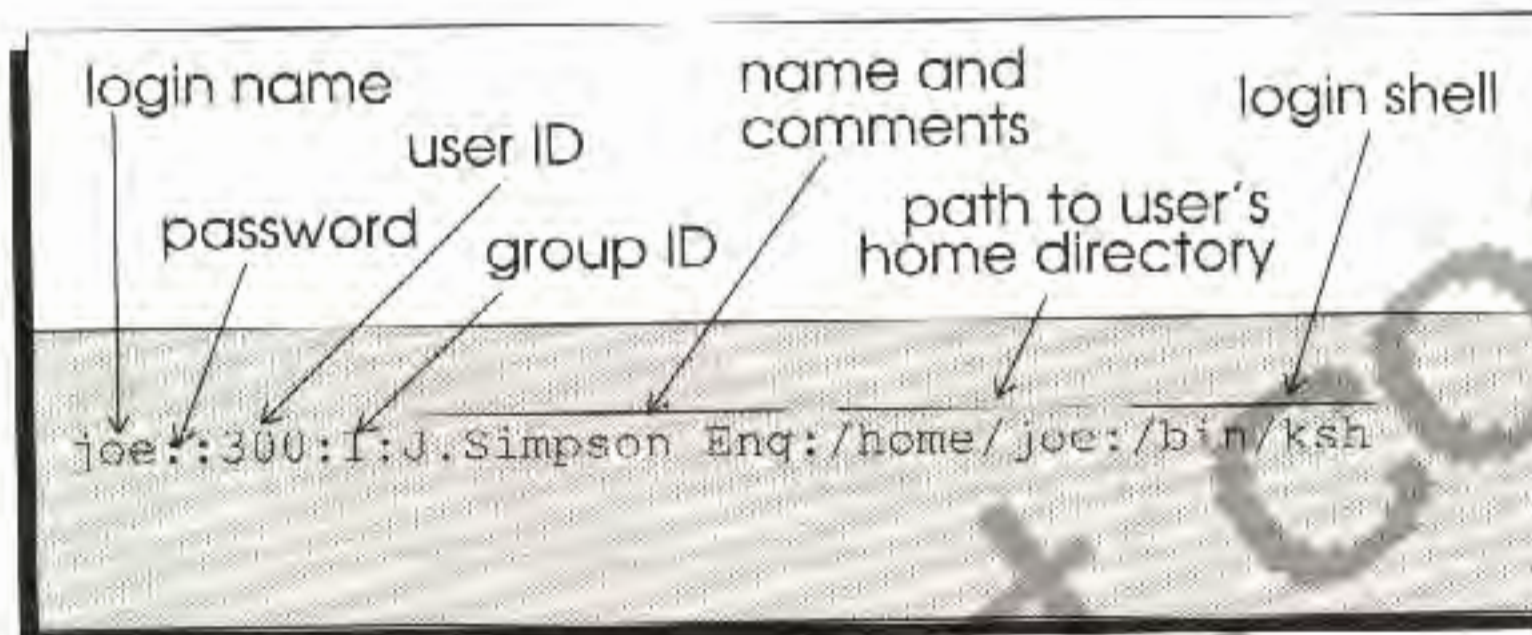 login name
name and
comments
login shell
user ID
password
group ID
path to user's
home directory
joe::300:1:J.Simpson Eng:/home/joe:/bin/ksh